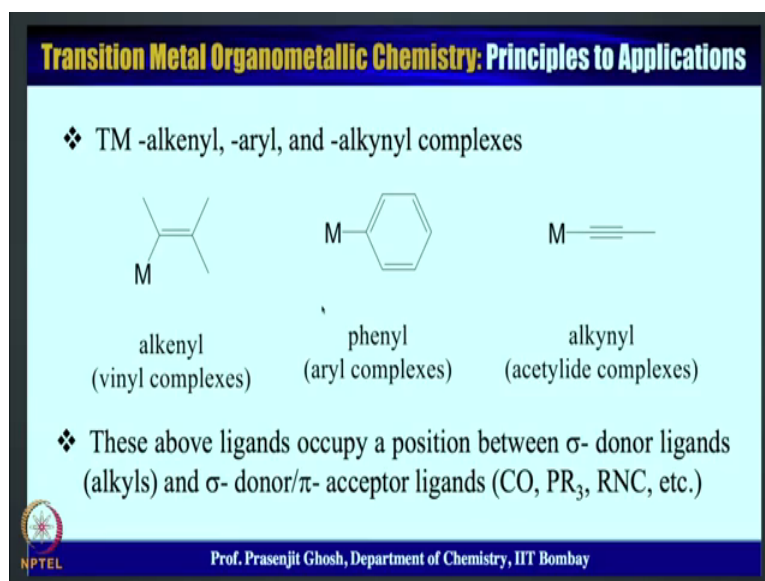 Transition Metal Organometallic Chemistry: Principles to Applications
❖ TM -alkenyl, -aryl, and -alkynyl complexes
M
M
M
alkenyl
(vinyl complexes)
phenyl
(aryl complexes)
alkynyl
(acetylide complexes)
❖ These above ligands occupy a position between σ- donor ligands
(alkyls) and σ- donor/π- acceptor ligands (CO, PR₃, RNC, etc.)
NPTEL
Prof. Prasenjit Ghosh, Department of Chemistry, IIT Bombay